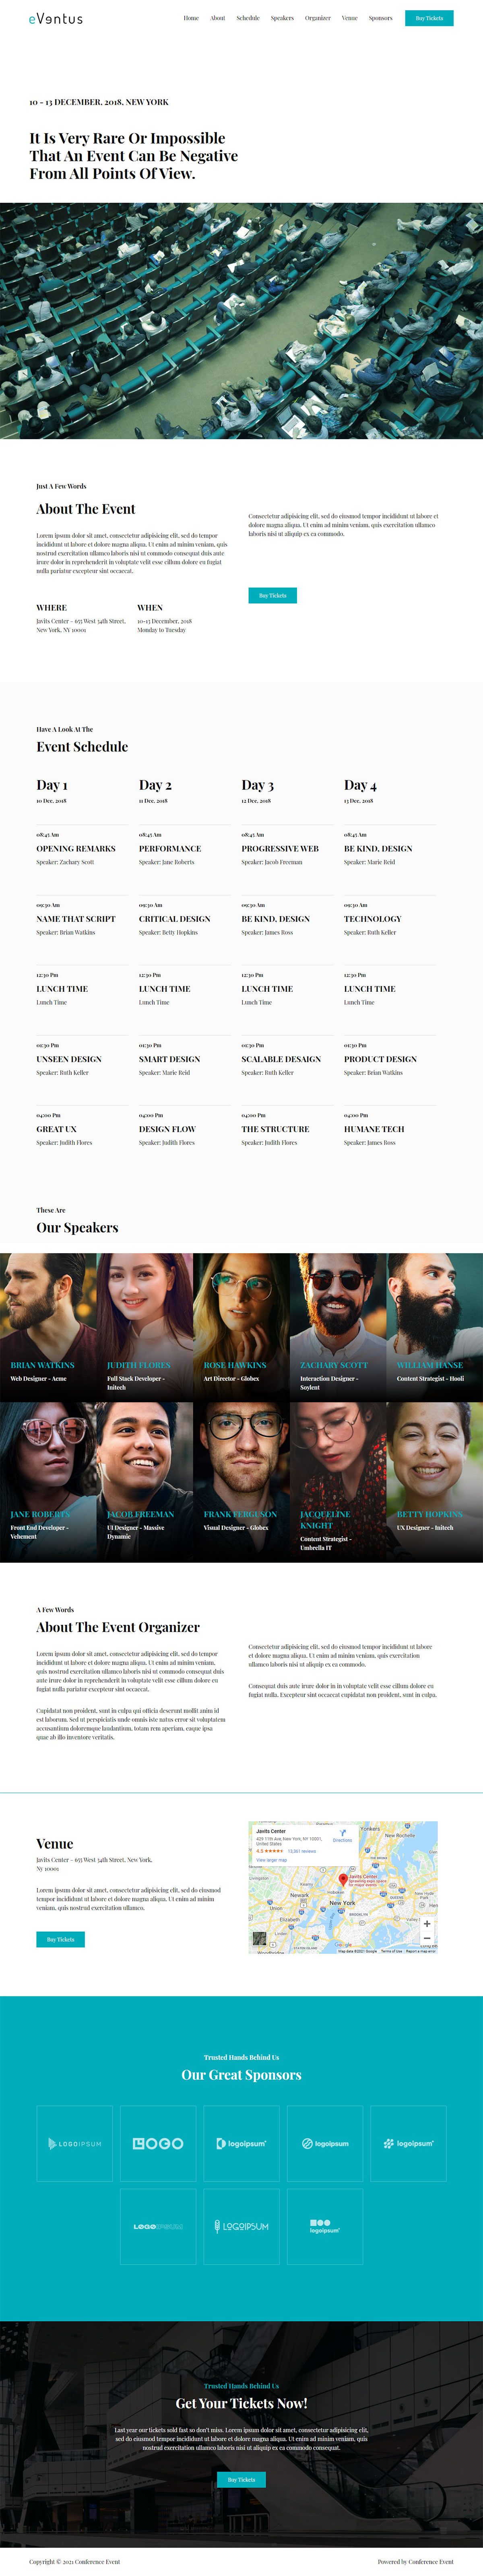 eVentus
Home About Schedule Speakers Organizer Venue Sponsors Buy Tickets
10 - 13 DECEMBER, 2018, NEW YORK
It Is Very Rare Or Impossible
That An Event Can Be Negative
From All Points Of View.
Just A Few Words
About The Event
Lorem ipsum dolor sit amet, consectetur adipisicing elit, sed do tempor
incididunt ut labore et dolore magna aliqua. Ut enim ad minim veniam, quis
nostrud exercitation ullamco laboris nisi ut commodo consequat duis aute
irure dolor in reprehenderit in voluptate velit esse cillum dolore eu fugiat
nulla pariatur excepteur sint occaecat.
WHERE
Javits Center – 655 West 34th Street,
New York, NY 10001
WHEN
10-13 December, 2018
Monday to Tuesday
Consectetur adipisicing elit, sed do eiusmod tempor incididunt ut labore et
dolore magna aliqua. Ut enim ad minim veniam, quis exercitation ullamco
laboris nisi ut aliquip ex ea commodo.
Buy Tickets
Have A Look At The
Event Schedule
Day 1
10 Dec, 2018
08:45 Am
OPENING REMARKS
Speaker: Zachary Scott
09:30 Am
NAME THAT SCRIPT
Speaker: Brian Watkins
12:30 Pm
LUNCH TIME
Lunch Time
01:30 Pm
UNSEEN DESIGN
Speaker: Ruth Keller
04:00 Pm
GREAT UX
Speaker: Judith Flores
Day 2
11 Dec, 2018
08:45 Am
PERFORMANCE
Speaker: Jane Roberts
09:30 Am
CRITICAL DESIGN
Speaker: Betty Hopkins
12:30 Pm
LUNCH TIME
Lunch Time
01:30 Pm
SMART DESIGN
Speaker: Marie Reid
04:00 Pm
DESIGN FLOW
Speaker: Judith Flores
Day 3
12 Dec, 2018
08:45 Am
PROGRESSIVE WEB
Speaker: Jacob Freeman
09:30 Am
BE KIND, DESIGN
Speaker: James Ross
12:30 Pm
LUNCH TIME
Lunch Time
01:30 Pm
SCALABLE DESAIGN
Speaker: Ruth Keller
04:00 Pm
THE STRUCTURE
Speaker: Judith Flores
Day 4
13 Dec, 2018
08:45 Am
BE KIND, DESIGN
Speaker: Marie Reid
09:30 Am
TECHNOLOGY
Speaker: Ruth Keller
12:30 Pm
LUNCH TIME
Lunch Time
01:30 Pm
PRODUCT DESIGN
Speaker: Brian Watkins
04:00 Pm
HUMANE TECH
Speaker: James Ross
These Are
Our Speakers
BRIAN WATKINS
Web Designer - Acme
JUDITH FLORES
Full Stack Developer -
Initech
ROSE HAWKINS
Art Director - Globex
ZACHARY SCOTT
Interaction Designer -
Soylent
WILLIAM HANSE
Content Strategist - Hooli
JANE ROBERTS
Front End Developer -
Vehement
JACOB FREEMAN
UI Designer - Massive
Dynamic
FRANK FERGUSON
Visual Designer - Globex
JACQUELINE
KNIGHT
Content Strategist -
Umbrella IT
BETTY HOPKINS
UX Designer - Initech
A Few Words
About The Event Organizer
Lorem ipsum dolor sit amet, consectetur adipisicing elit, sed do tempor
incididunt ut labore et dolore magna aliqua. Ut enim ad minim veniam,
quis nostrud exercitation ullamco laboris nisi ut commodo consequat duis
aute irure dolor in reprehenderit in voluptate velit esse cillum dolore eu
fugiat nulla pariatur excepteur sint occaecat.
Cupidatat non proident, sunt in culpa qui officia deserunt mollit anim id
est laborum. Sed ut perspiciatis unde omnis iste natus error sit voluptatem
accusantium doloremque laudantium, totam rem aperiam, eaque ipsa
quae ab illo inventore veritatis.
Consectetur adipisicing elit, sed do eiusmod tempor incididunt ut labore
et dolore magna aliqua. Ut enim ad minim veniam, quis exercitation
ullamco laboris nisi ut aliquip ex ea commodo.
Consequat duis aute irure dolor in in voluptate velit esse cillum dolore eu
fugiat nulla. Excepteur sint occaecat cupidatat non proident, sunt in culpa.
Venue
Javits Center – 655 West 34th Street, New York,
Ny 10001
Lorem ipsum dolor sit amet, consectetur adipisicing elit, sed do eiusmod
tempor incididunt ut labore et dolore magna aliqua. Ut enim ad minim
veniam, quis nostrud exercitation ullamco.
Buy Tickets
Javits Center
429 11th Ave, New York, NY 10001,
United States
4.5 13,361 reviews
View larger map
Directions
Yonkers
New Rochelle
Livingston
Newark
Union
Elizabeth
New York
Javits Center
Sprawling expo space
for major events
Google
Map data ©2021 Google Terms of Use Report a map error
Trusted Hands Behind Us
Our Great Sponsors
LOGOIPSUM
LOGO
logoipsum
logoipsum
logoipsum
LOGOIPSUM
LOGOIPSUM
logoipsum
Trusted Hands Behind Us
Get Your Tickets Now!
Last year our tickets sold fast so don't miss. Lorem ipsum dolor sit amet, consectetur adipisicing elit,
sed do eiusmod tempor incididunt ut labore et dolore magna aliqua. Ut enim ad minim veniam, quis
nostrud exercitation ullamco laboris nisi ut aliquip ex ea commodo consequat.
Buy Tickets
Copyright © 2021 Conference Event
Powered by Conference Event